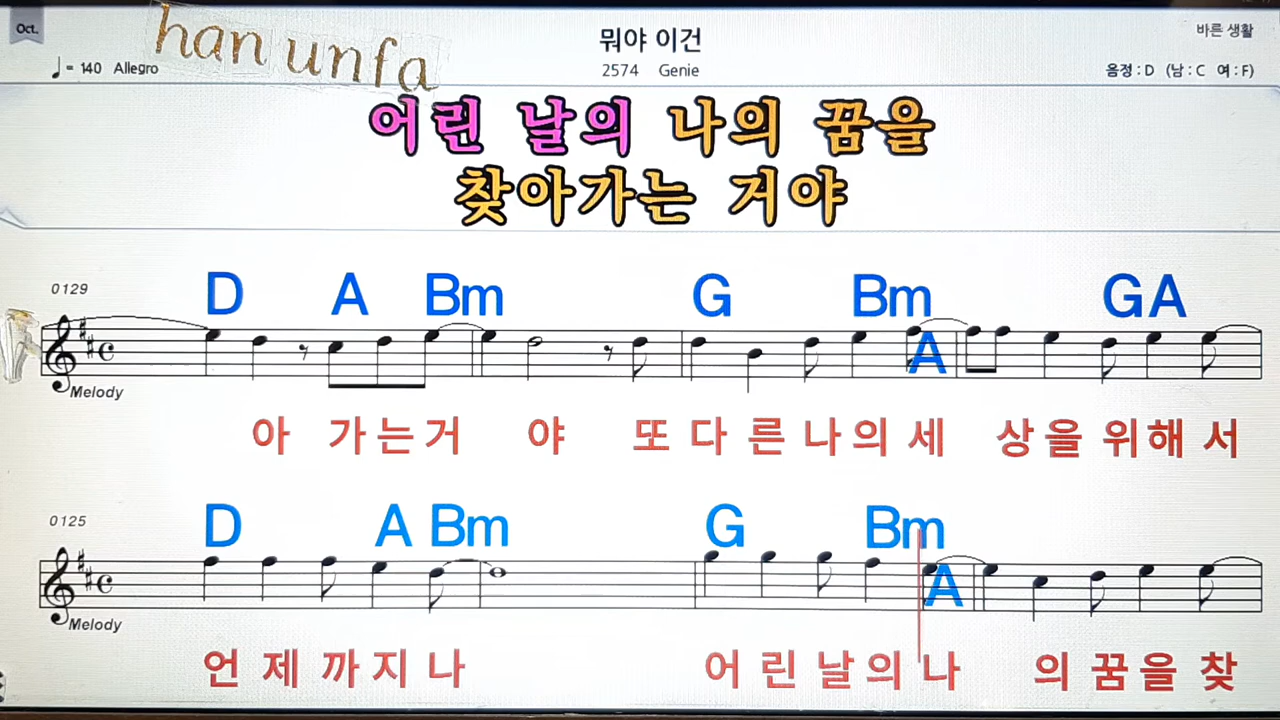 Oct.
han unfa
뭐야 이건
바른 생활
♩= 140 Allegro
2574 Genie
음정 : D (남 : C 여 : F)
어린 날의 나의 꿈을
찾아가는 거야
0129
D A Bm G Bm A G A
Melody
아 가는거 야 또 다 른 나의 세 상을 위해 서
0125
D A Bm G Bm A
Melody
언 제 까 지 나 어 린 날의 나 의 꿈을 찾